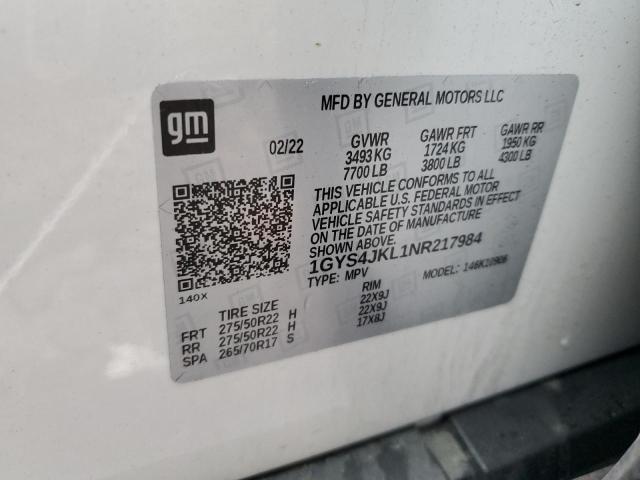 gm
MFD BY GENERAL MOTORS LLC
02/22 GVWR GAWR FRT GAWR RR
3493 KG 1724 KG 1950 KG
7700 LB 3800 LB 4300 LB
THIS VEHICLE CONFORMS TO ALL
APPLICABLE U.S. FEDERAL MOTOR
VEHICLE SAFETY STANDARDS IN EFFECT
ON THE DATE OF MANUFACTURE
SHOWN ABOVE.
1GYS4JKL1NR217984
TYPE: MPV MODEL: 146K10906
140X
TIRE SIZE RIM
FRT 275/50R22 H 22X9J
RR 275/50R22 H 22X9J
SPA 265/70R17 S 17X8J